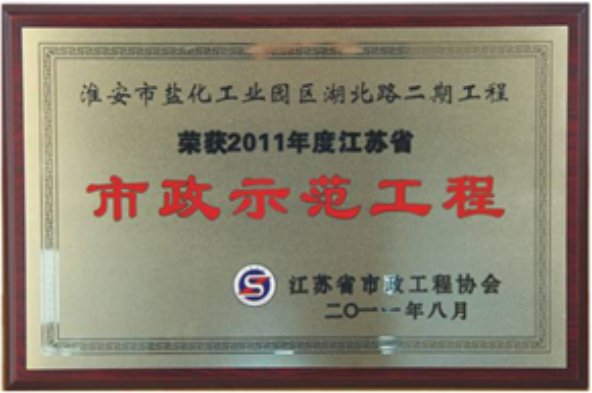 淮安市盐化工业园区湖北路二期工程
荣获2011年度江苏省
市政示范工程
江苏省市政工程协会
二〇一一年八月